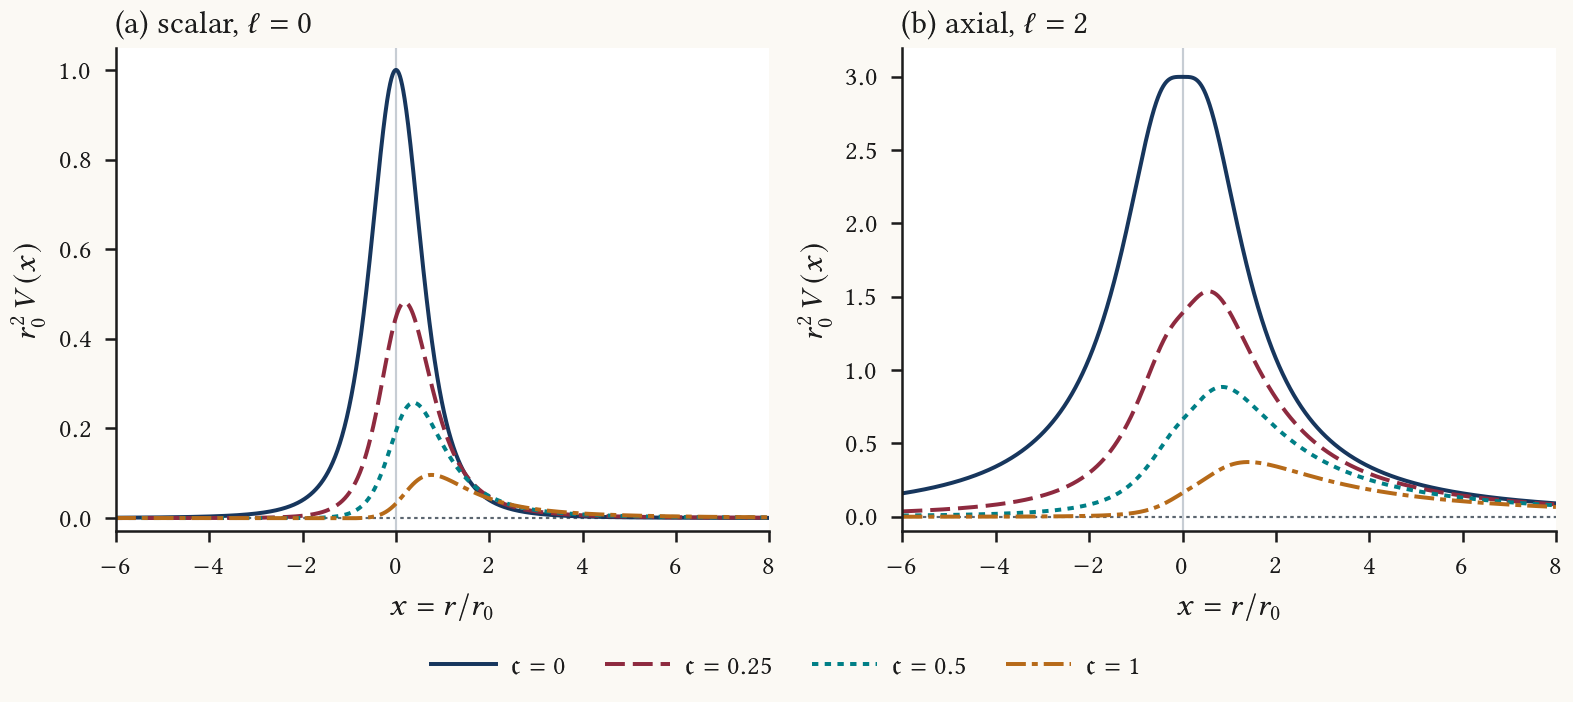 (a) scalar, ℓ = 0
1.0
0.8
0.6
0.4
0.2
0.0
r₀² V(x)
−6 −4 −2 0 2 4 6 8
x = r/r₀
(b) axial, ℓ = 2
3.0
2.5
2.0
1.5
1.0
0.5
0.0
r₀² V(x)
−6 −4 −2 0 2 4 6 8
x = r/r₀
𝔠 = 0 𝔠 = 0.25 𝔠 = 0.5 𝔠 = 1